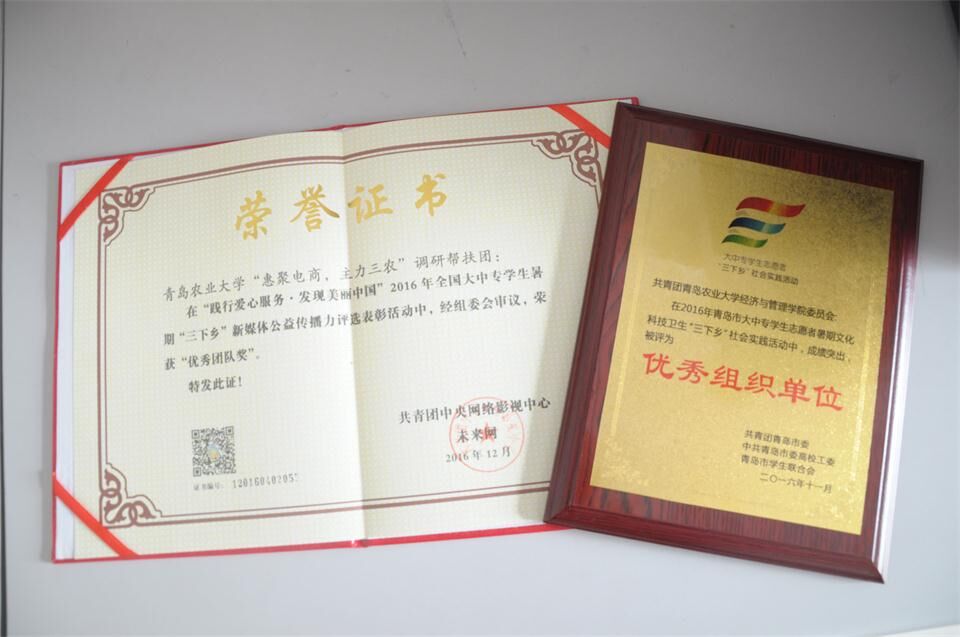 荣誉证书
青岛农业大学“惠聚电商，主力三农”调研帮扶团：
在“践行爱心服务·发现美丽中国”2016年全国大中专学生暑
期“三下乡”新媒体公益传播力评选表彰活动中，经组委会审议，荣
获“优秀团队奖”。
特发此证！
共青团中央网络影视中心
未来网
2016年12月
证书编号：
大中专学生志愿者
“三下乡”社会实践活动
共青团青岛农业大学经济与管理学院委员会：
在2016年青岛市大中专学生志愿者暑期文化
科技卫生“三下乡”社会实践活动中，成绩突出，
被评为
优秀组织单位
共青团青岛市委
中共青岛市委高校工委
青岛市学生联合会
二〇一六年十一月